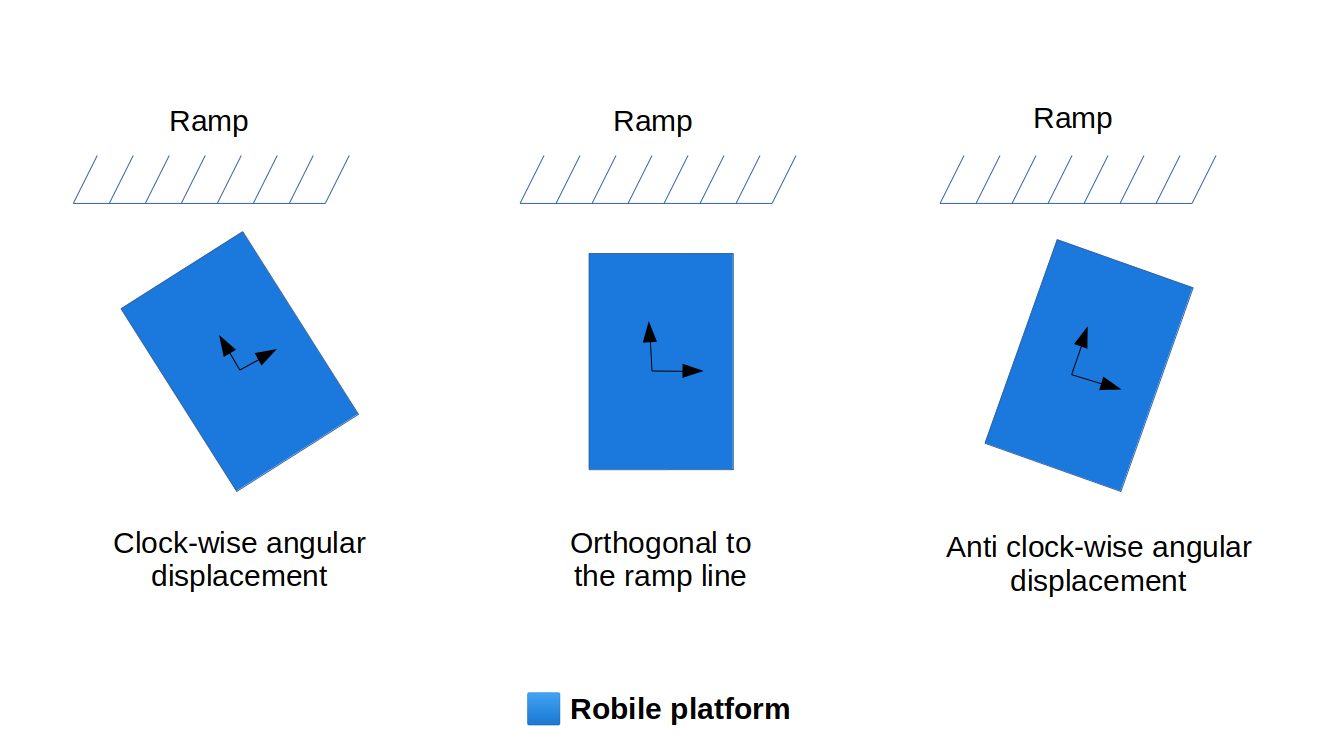 Ramp
Ramp
Ramp
Clock-wise angular
displacement
Orthogonal to
the ramp line
Anti clock-wise angular
displacement
Robile platform